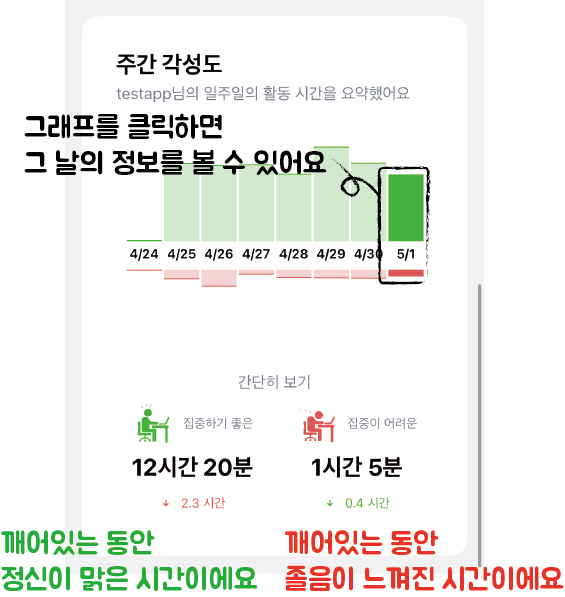 주간 각성도
testapp님의 일주일의 활동 시간을 요약했어요
그래프를 클릭하면
그 날의 정보를 볼 수 있어요
4/24 4/25 4/26 4/27 4/28 4/29 4/30 5/1
간단히 보기
집중하기 좋은 집중이 어려운
12시간 20분 1시간 5분
↓ 2.3 시간 ↓ 0.4 시간
깨어있는 동안 깨어있는 동안
정신이 맑은 시간이에요 졸음이 느껴진 시간이에요